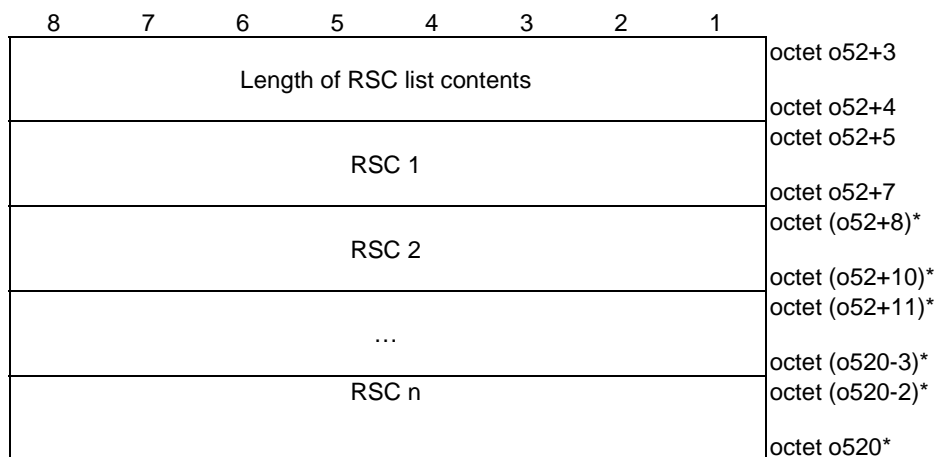 8 7 6 5 4 3 2 1
octet o52+3
Length of RSC list contents
octet o52+4
octet o52+5
RSC 1
octet o52+7
octet (o52+8)*
RSC 2
octet (o52+10)*
octet (o52+11)*
…
octet (o520-3)*
RSC n octet (o520-2)*
octet o520*